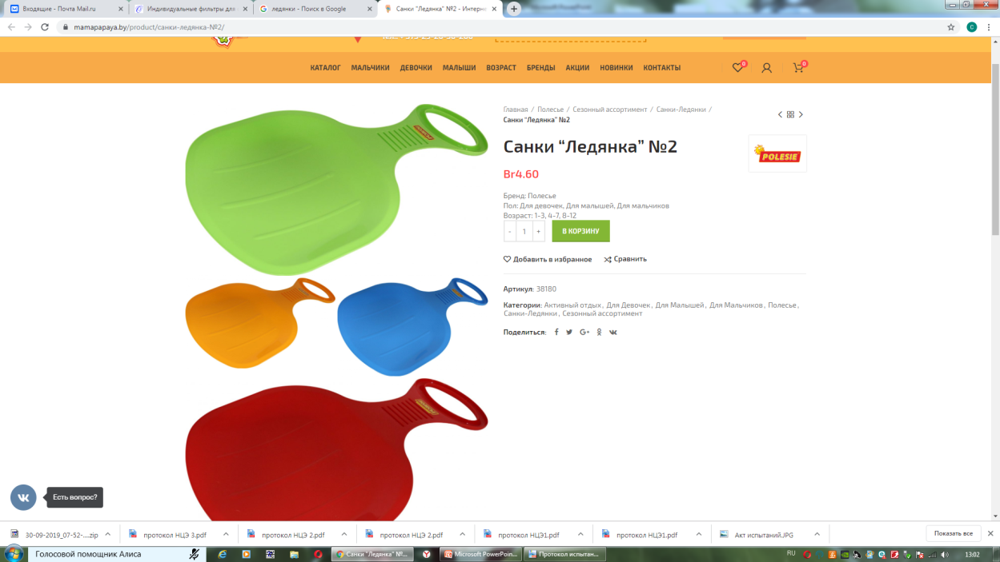 Входящие - Почта Mail.ru
Индивидуальные фильтры для
ледянки - Поиск в Google
Санки “Ледянка” №2 - Интерне
mamapapaya.by/product/санки-ледянка-№2/
КАТАЛОГ МАЛЬЧИКИ ДЕВОЧКИ МАЛЫШИ ВОЗРАСТ БРЕНДЫ АКЦИИ НОВИНКИ КОНТАКТЫ
0 0
Главная / Полесье / Сезонный ассортимент / Санки-Ледянки /
Санки “Ледянка” №2
Санки “Ледянка” №2
POLESIE
Br4.60
Бренд: Полесье
Пол: Для девочек, Для малышей, Для мальчиков
Возраст: 1-3, 4-7, 8-12
- 1 + В КОРЗИНУ
Добавить в избранное Сравнить
Артикул: 38180
Категории: Активный отдых, Для Девочек, Для Малышей, Для Мальчиков, Полесье,
Санки-Ледянки, Сезонный ассортимент
Поделиться:
Есть вопрос?
30-09-2019_07-52-....zip
протокол НЦЭ 3.pdf
протокол НЦЭ 2.pdf
протокол НЦЭ 2.pdf
протокол НЦЭ1.pdf
протокол НЦЭ1.pdf
Акт испытаний.JPG
Показать все
Голосовой помощник Алиса
Санки “Ледянка” №...
Microsoft PowerPoin...
Протокол испытан...
RU
13:02